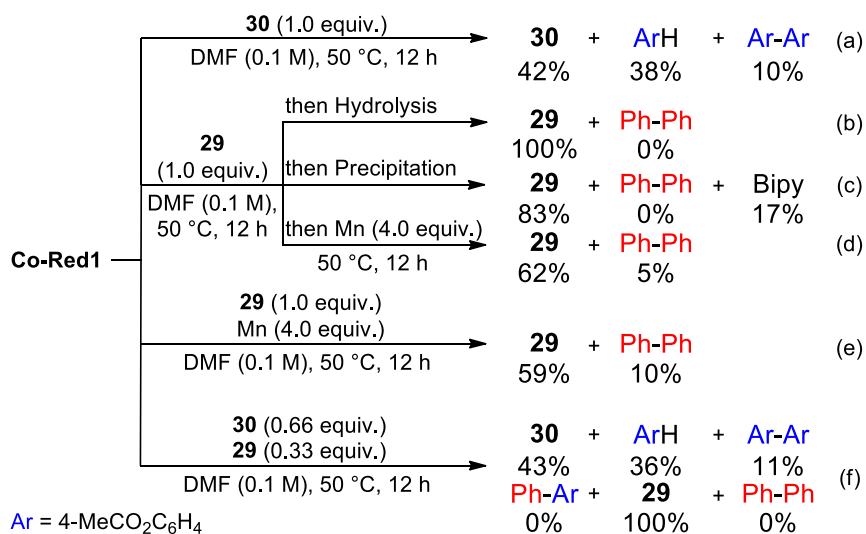 30 (1.0 equiv.)
DMF (0.1 M), 50 °C, 12 h
30 + ArH + Ar-Ar (a)
42% 38% 10%
then Hydrolysis
29 + Ph-Ph (b)
100% 0%
29
(1.0 equiv.)
DMF (0.1 M),
50 °C, 12 h
then Precipitation
29 + Ph-Ph + Bipy (c)
83% 0% 17%
then Mn (4.0 equiv.)
50 °C, 12 h
29 + Ph-Ph (d)
62% 5%
Co-Red1
29 (1.0 equiv.)
Mn (4.0 equiv.)
DMF (0.1 M), 50 °C, 12 h
29 + Ph-Ph (e)
59% 10%
30 (0.66 equiv.)
29 (0.33 equiv.)
DMF (0.1 M), 50 °C, 12 h
30 + ArH + Ar-Ar
43% 36% 11%
(f)
Ph-Ar + 29 + Ph-Ph
0% 100% 0%
Ar = 4-MeCO₂C₆H₄